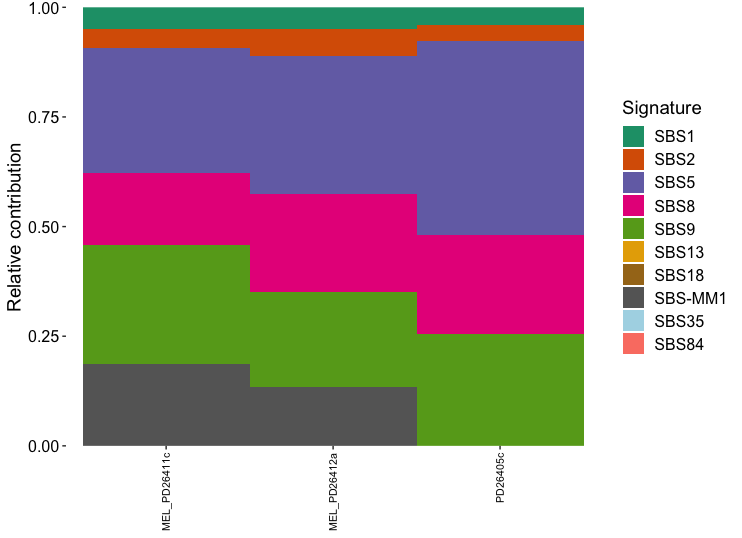 Relative contribution
1.00
0.75
0.50
0.25
0.00
MEL_PD26411c
MEL_PD26412a
PD26405c
Signature
SBS1
SBS2
SBS5
SBS8
SBS9
SBS13
SBS18
SBS-MM1
SBS35
SBS84